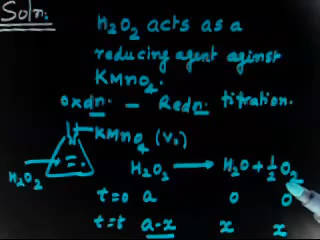 Soln:
H2O2 acts as a
reducing agent against
KMnO4.
oxdn. – Redn. titration.
KMnO4 (V0)
H2O2
H2O2 → H2O + 1/2 O2
t=0 a 0 0
t=t a-x x x